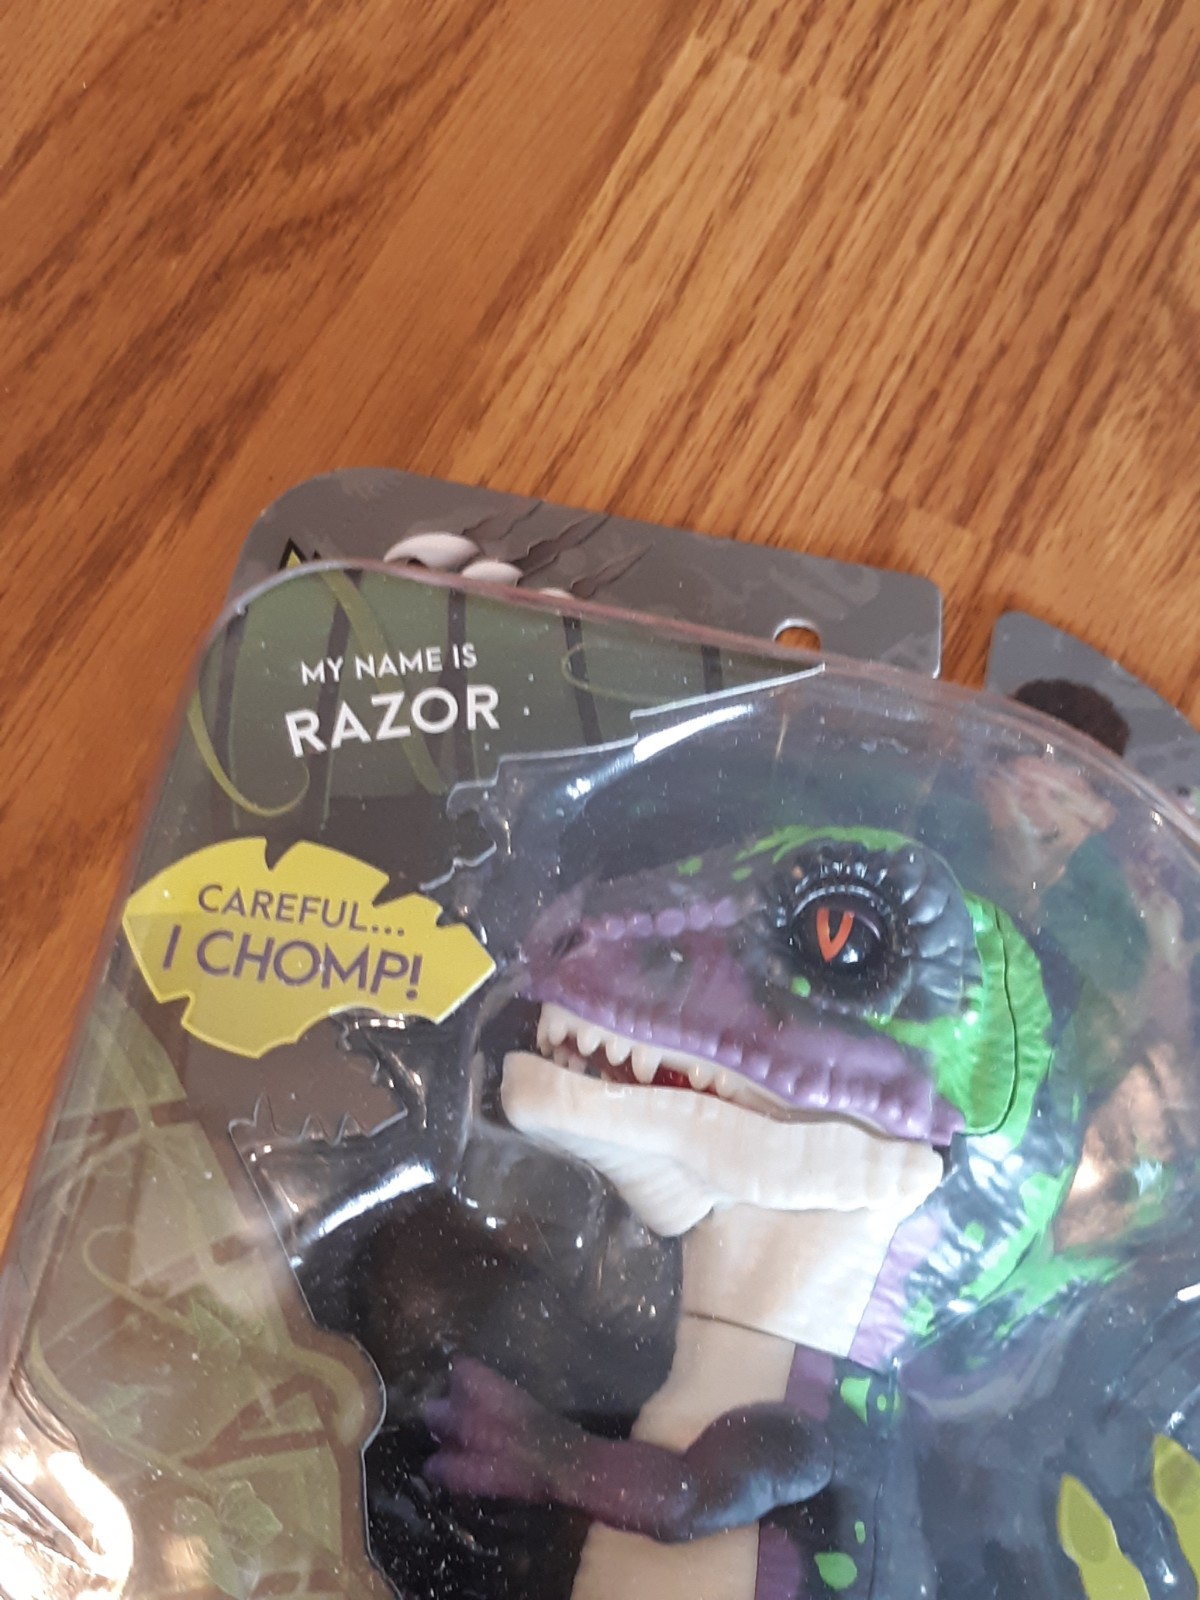 MY NAME IS
RAZOR
CAREFUL...
I CHOMP!